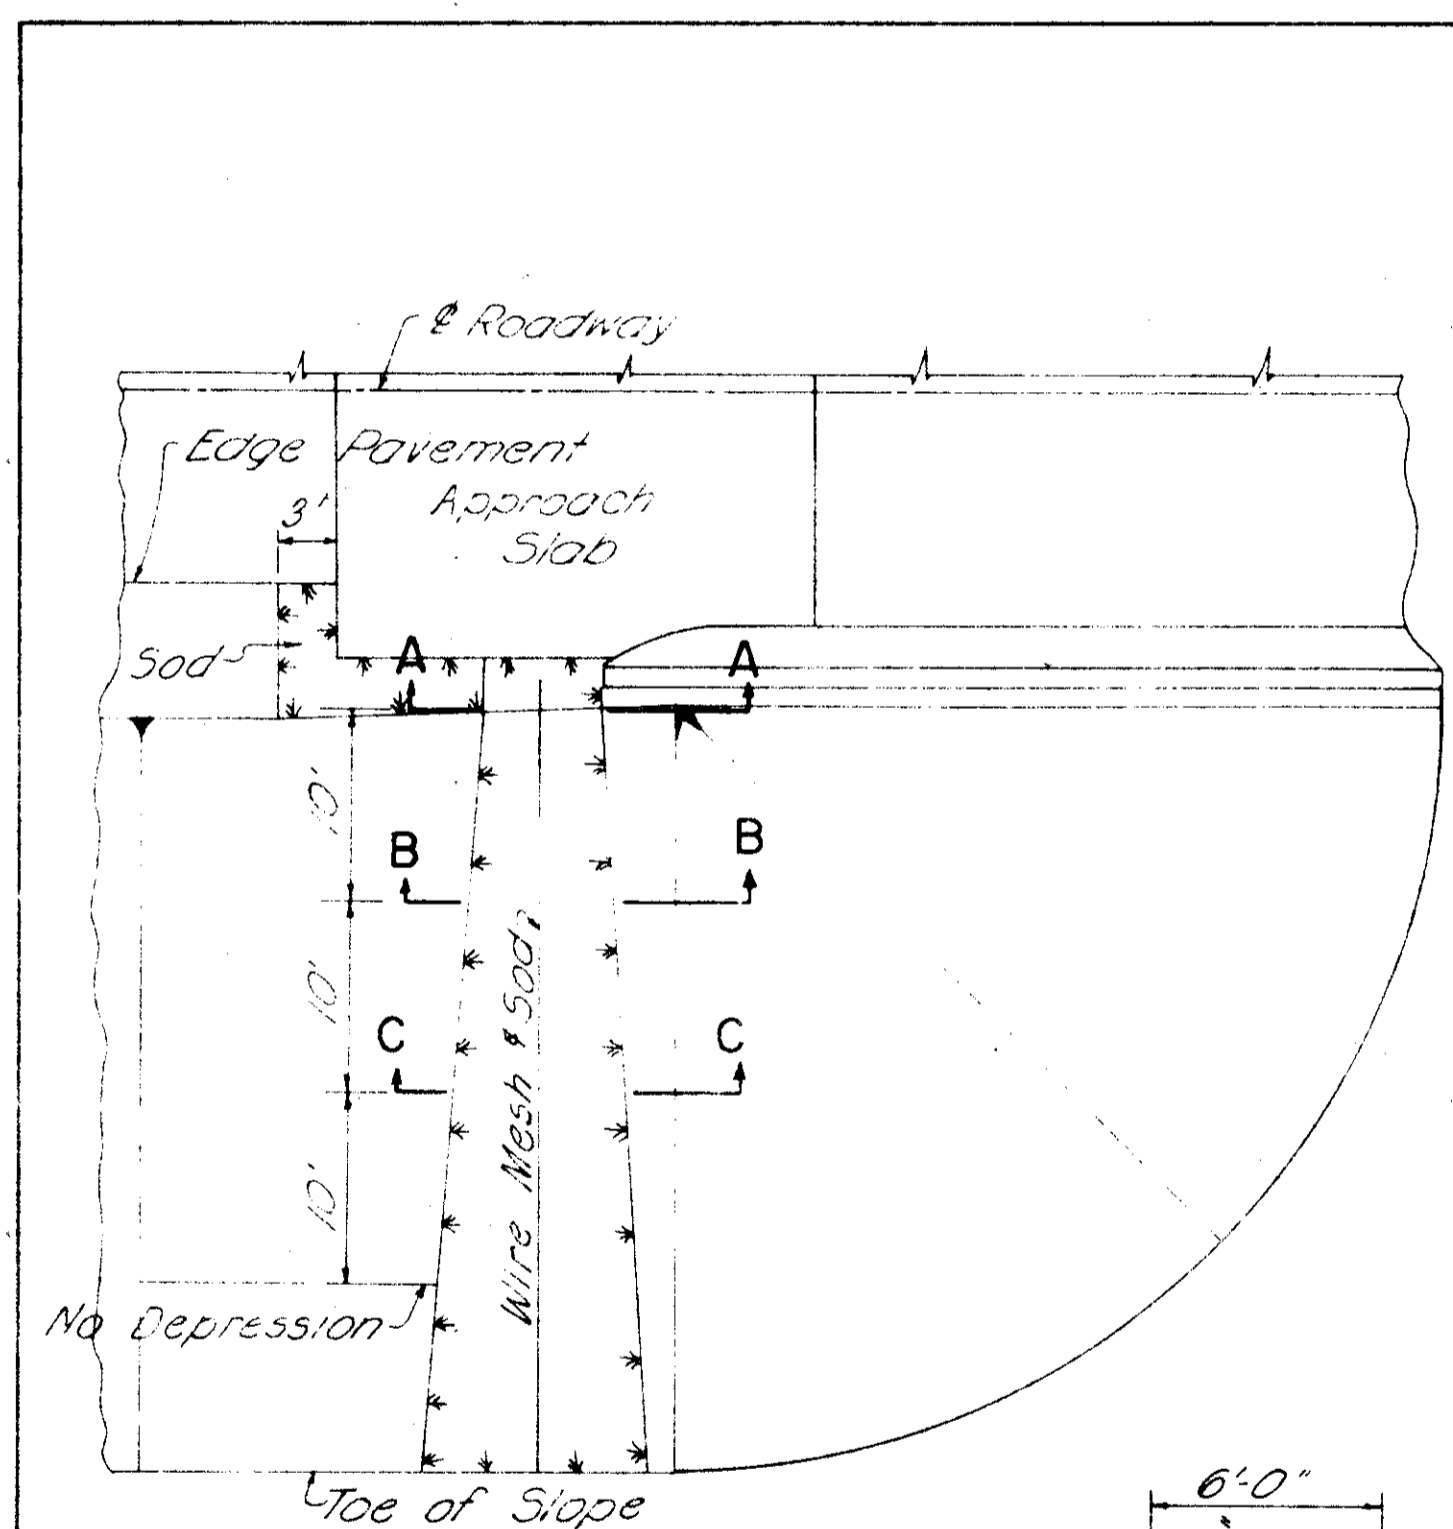 ℄ Roadway
Edge Pavement
3'
Approach
Slab
Sod
A A
10'
B B
10'
Wire Mesh & Sod
C C
10'
No Depression
Toe of Slope
6'-0"